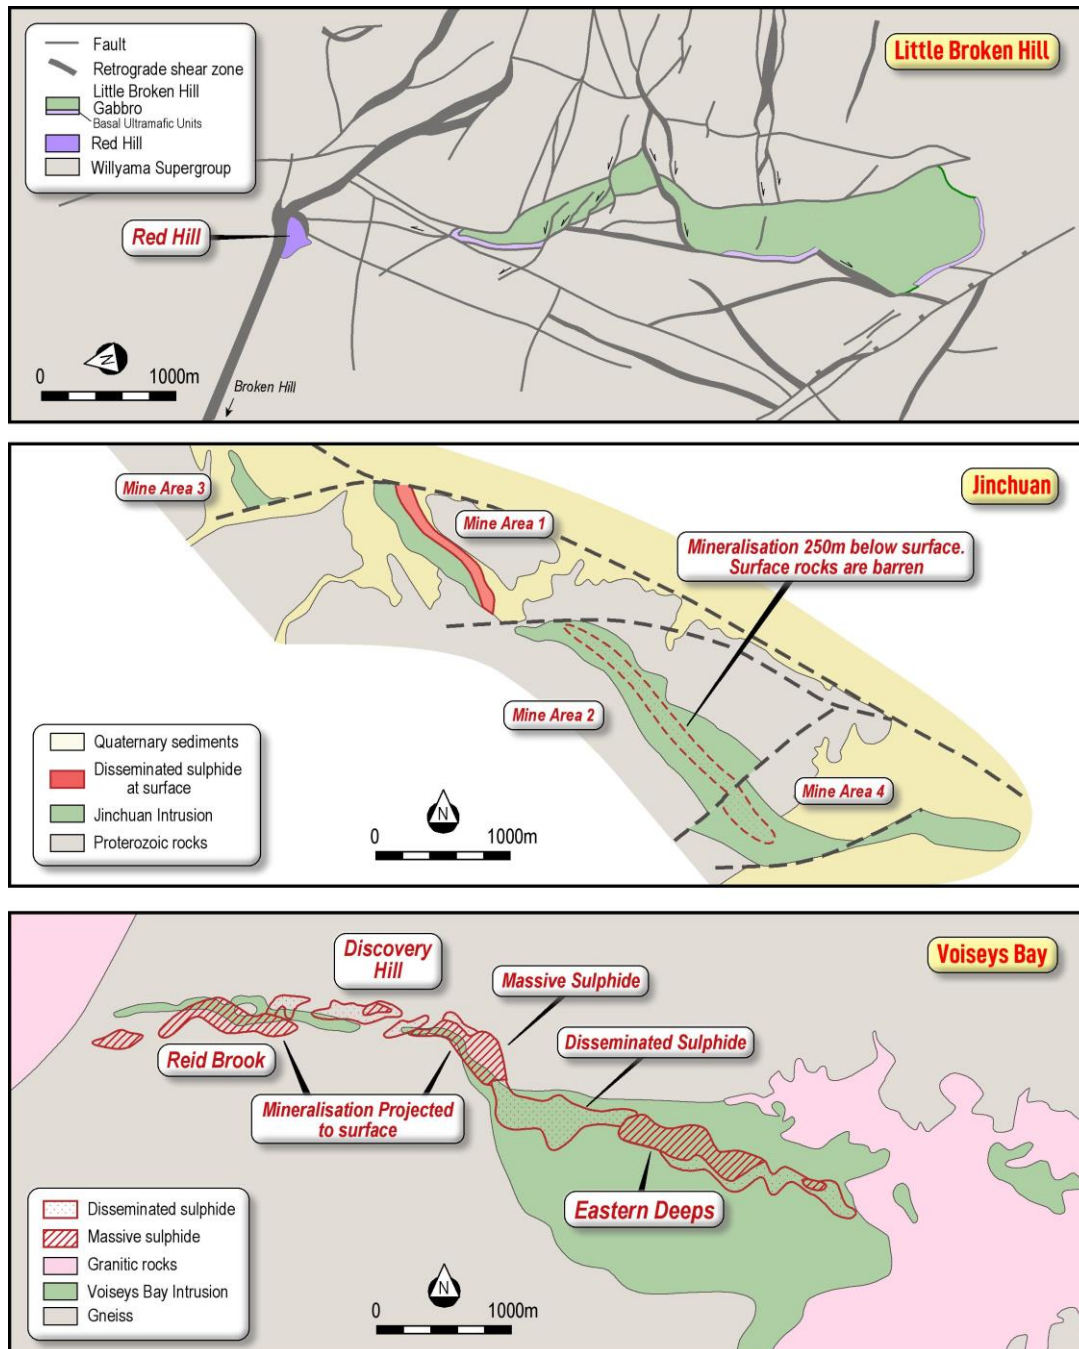 Little Broken Hill
Fault
Retrograde shear zone
Little Broken Hill
Gabbro
Basal Ultramafic Units
Red Hill
Willyama Supergroup
Red Hill
N
0 1000m
Broken Hill
Jinchuan
Mine Area 3
Mine Area 1
Mineralisation 250m below surface.
Surface rocks are barren
Mine Area 2
Mine Area 4
Quaternary sediments
Disseminated sulphide
at surface
Jinchuan Intrusion
Proterozoic rocks
N
0 1000m
Voiseys Bay
Discovery
Hill
Massive Sulphide
Disseminated Sulphide
Reid Brook
Mineralisation Projected
to surface
Eastern Deeps
Disseminated sulphide
Massive sulphide
Granitic rocks
Voiseys Bay Intrusion
Gneiss
N
0 1000m